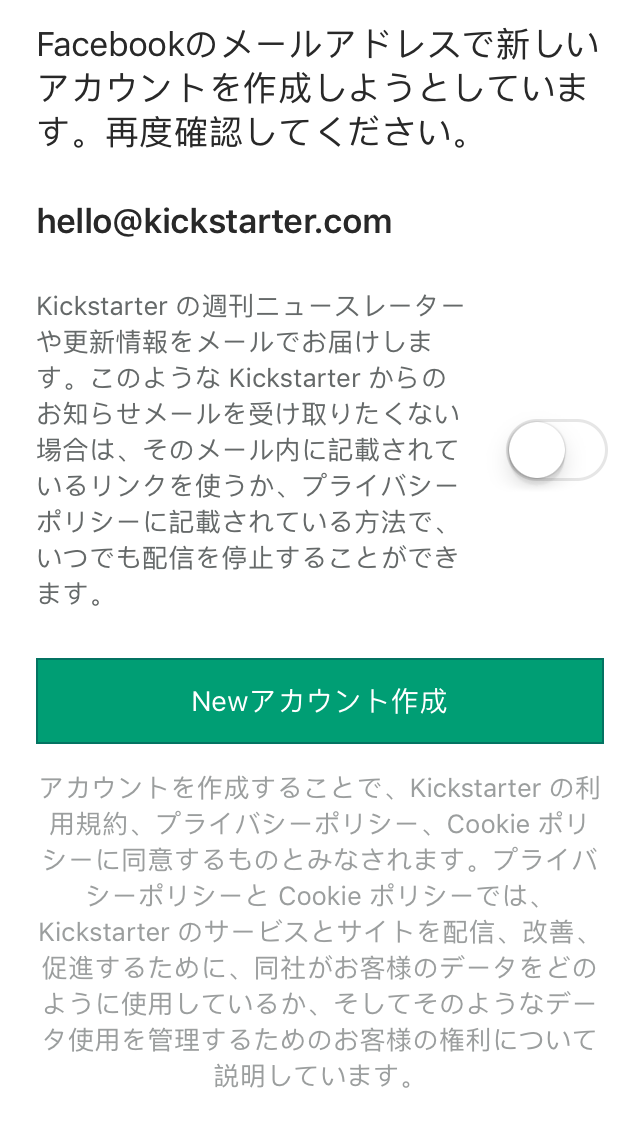 Facebookのメールアドレスで新しい
アカウントを作成しようとしていま
す。再度確認してください。
hello@kickstarter.com
Kickstarter の週刊ニュースレーター
や更新情報をメールでお届けしま
す。このような Kickstarter からの
お知らせメールを受け取りたくない
場合は、そのメール内に記載されて
いるリンクを使うか、プライバシー
ポリシーに記載されている方法で、
いつでも配信を停止することができ
ます。
Newアカウント作成
アカウントを作成することで、Kickstarter の利
用規約、プライバシーポリシー、Cookie ポリ
シーに同意するものとみなされます。プライバ
シーポリシーと Cookie ポリシーでは、
Kickstarter のサービスとサイトを配信、改善、
促進するために、同社がお客様のデータをどの
ように使用しているか、そしてそのようなデー
タ使用を管理するためのお客様の権利について
説明しています。